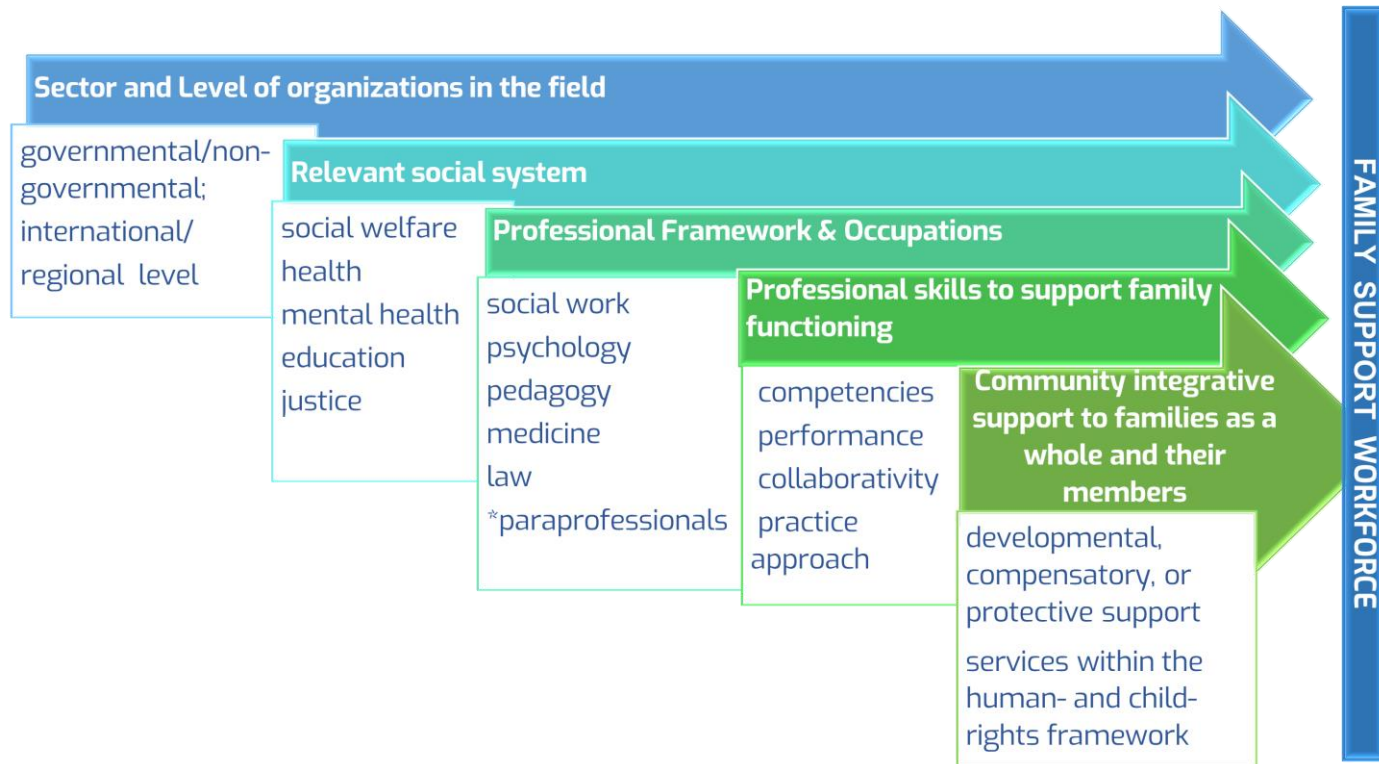 Sector and Level of organizations in the field
governmental/non-
governmental;
international/
regional level
Relevant social system
social welfare
health
mental health
education
justice
Professional Framework & Occupations
social work
psychology
pedagogy
medicine
law
*paraprofessionals
Professional skills to support family
functioning
competencies
performance
collaborativity
practice
approach
Community integrative
support to families as a
whole and their
members
developmental,
compensatory, or
protective support
services within the
human- and child-
rights framework
FAMILY SUPPORT WORKFORCE